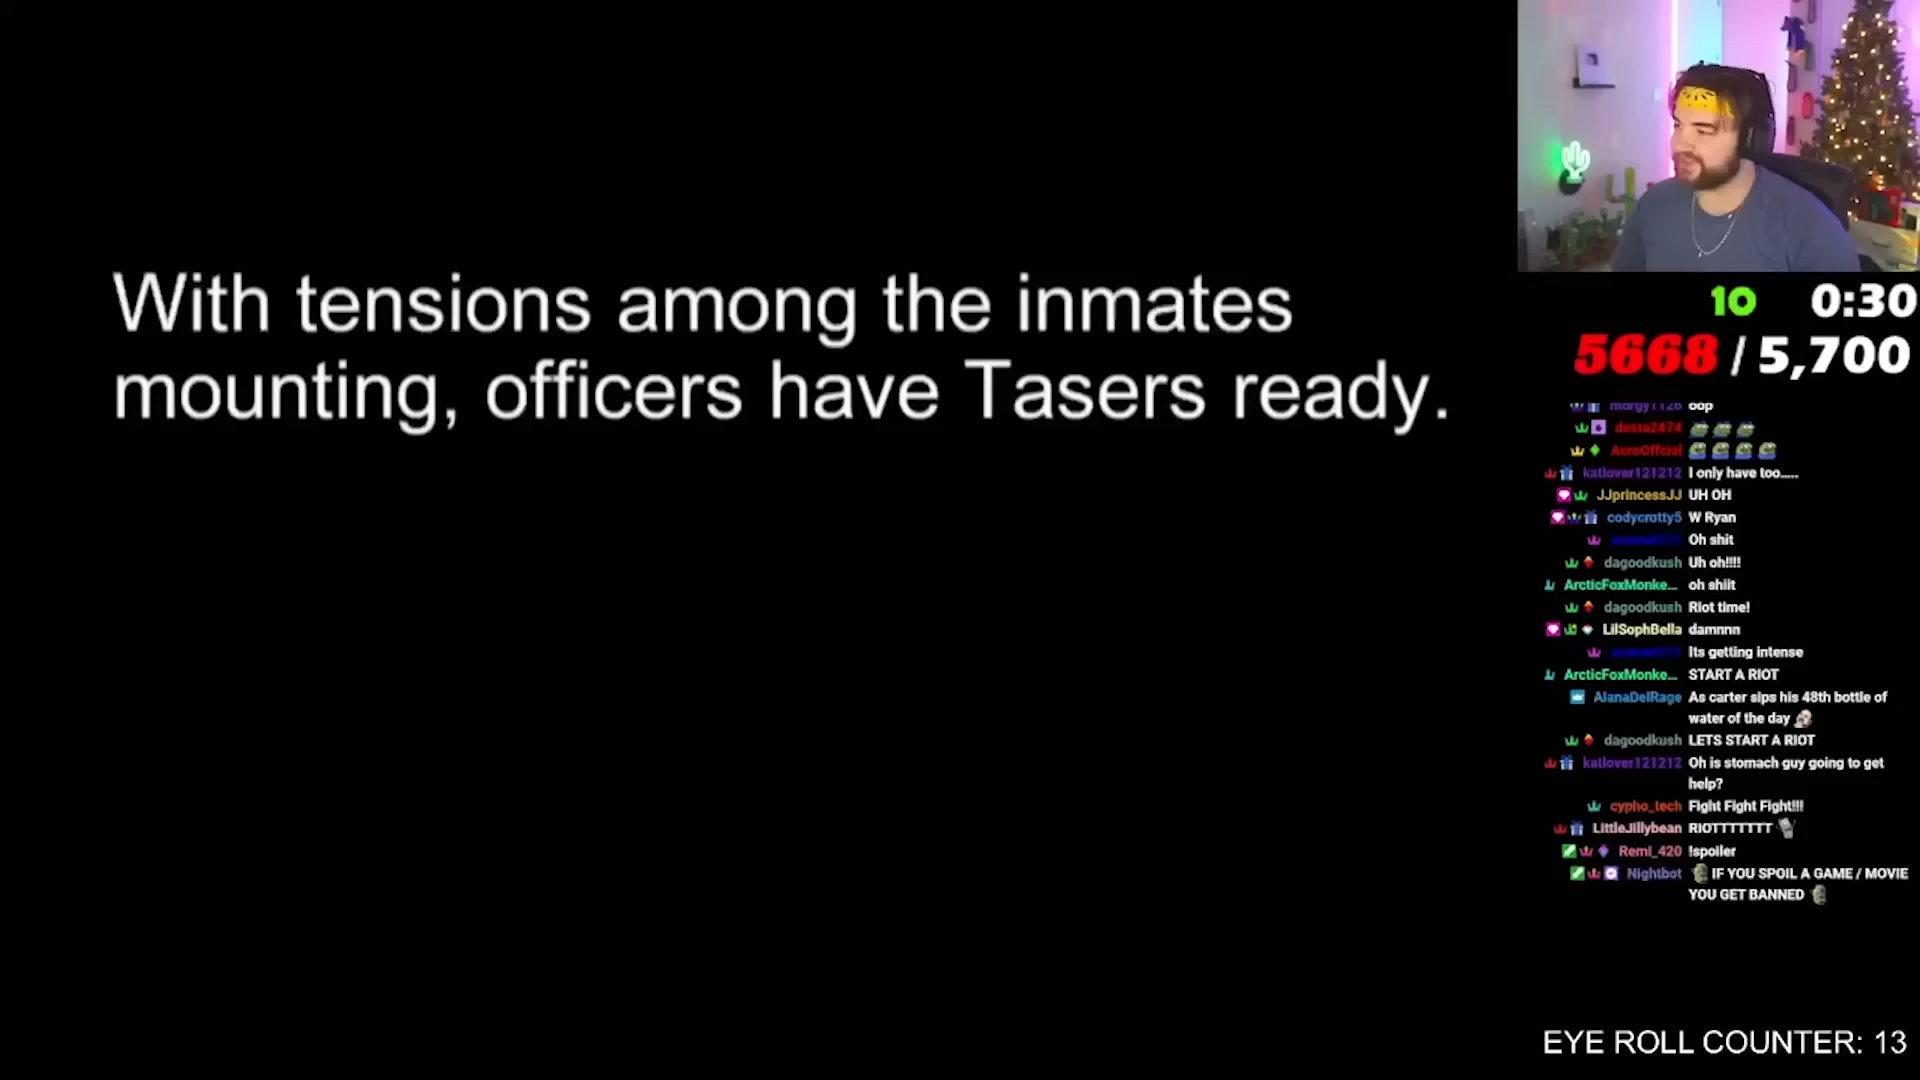 With tensions among the inmates
mounting, officers have Tasers ready.
10 0:30
5668 / 5,700
oop
desta2474
AcroOffcial
katlover121212 I only have too.....
JJprincessJJ UH OH
codycrotty5 W Ryan
Oh shit
dagoodkush Uh oh!!!!
ArcticFoxMonke... oh shiit
dagoodkush Riot time!
LilSophBella damnnn
Its getting intense
ArcticFoxMonke... START A RIOT
AlanaDelRage As carter sips his 48th bottle of
water of the day
dagoodkush LETS START A RIOT
katlover121212 Oh is stomach guy going to get
help?
cypho_tech Fight Fight Fight!!!
LittleJillybean RIOTTTTTTT
Remi_420 !spoiler
Nightbot IF YOU SPOIL A GAME / MOVIE
YOU GET BANNED
EYE ROLL COUNTER: 13